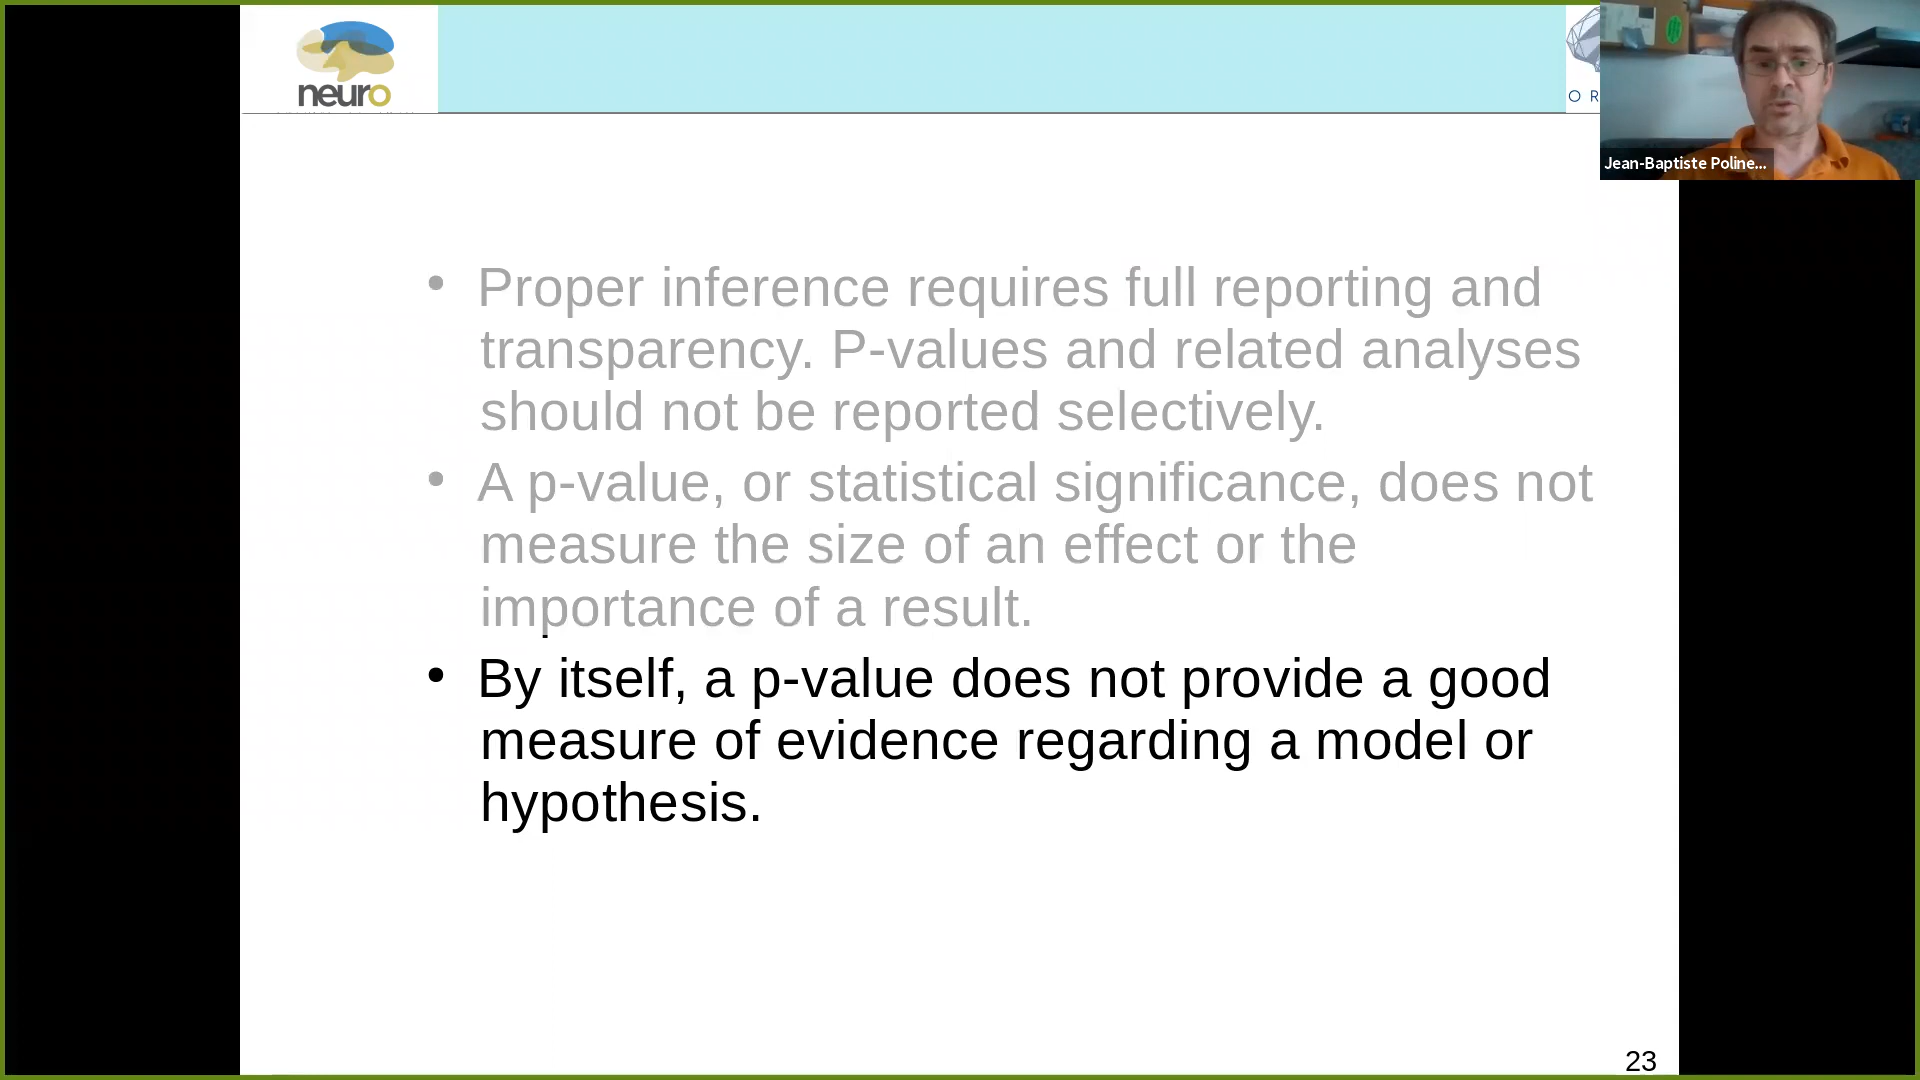 neuro
O R
Jean-Baptiste Poline...
• Proper inference requires full reporting and
transparency. P-values and related analyses
should not be reported selectively.
• A p-value, or statistical significance, does not
measure the size of an effect or the
importance of a result.
• By itself, a p-value does not provide a good
measure of evidence regarding a model or
hypothesis.
23